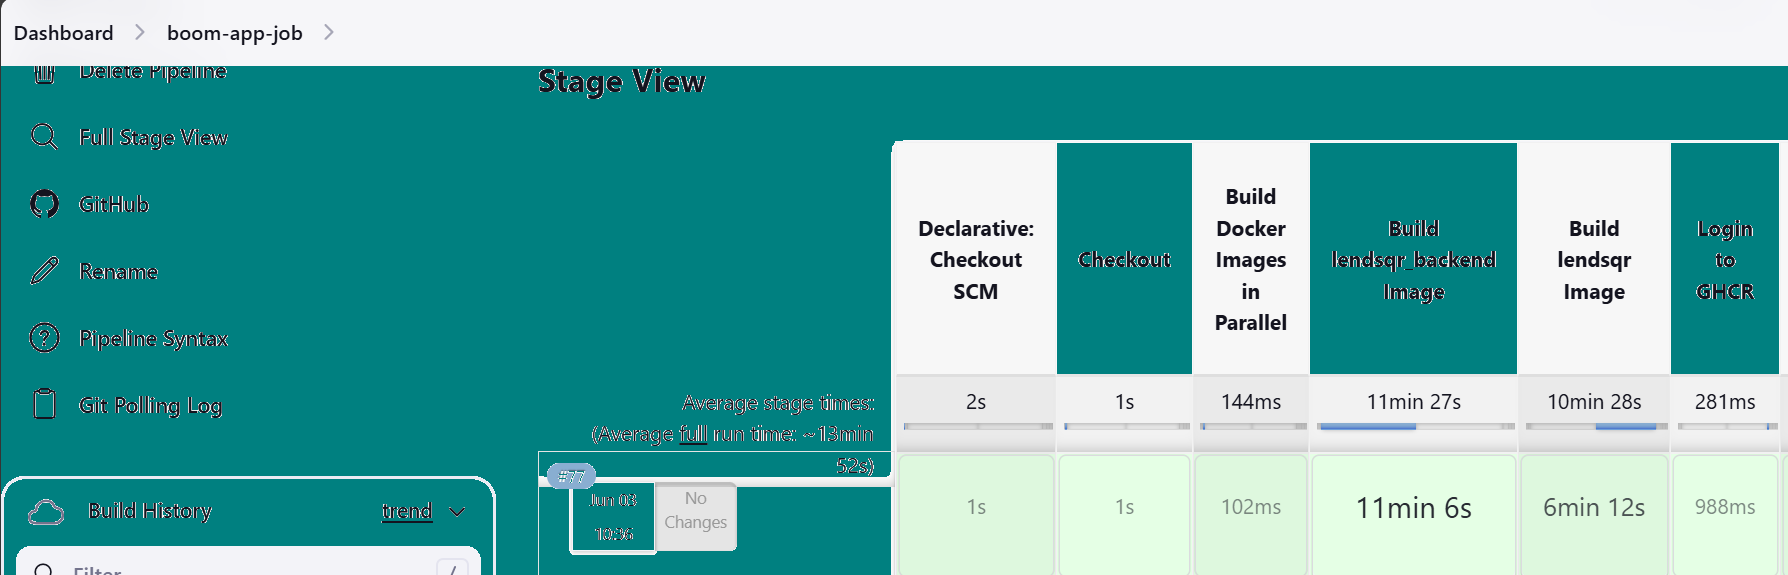 Dashboard > boom-app-job >
Delete Pipeline
Full Stage View
GitHub
Rename
Pipeline Syntax
Git Polling Log
Build History trend
Filter /
Stage View
Declarative:
Checkout
SCM
Checkout
Build
Docker
Images
in
Parallel
Build
lendsqr_backend
Image
Build
lendsqr
Image
Login
to
GHCR
Average stage times:
(Average full run time: ~13min
52s)
2s 1s 144ms 11min 27s 10min 28s 281ms
#77
Jun 03
10:36
No
Changes
1s 1s 102ms 11min 6s 6min 12s 988ms